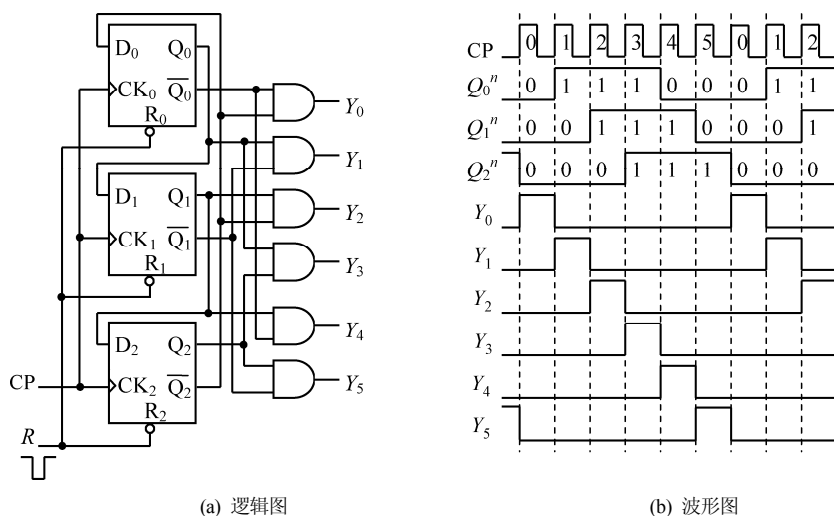 D₀ Q₀
CK₀ Q̅₀
R₀
D₁ Q₁
CK₁ Q̅₁
R₁
D₂ Q₂
CK₂ Q̅₂
R₂
CP
R
Y₀
Y₁
Y₂
Y₃
Y₄
Y₅
(a) 逻辑图
CP 0 1 2 3 4 5 0 1 2
Q₀ⁿ 0 1 1 1 0 0 0 1 1
Q₁ⁿ 0 0 1 1 1 0 0 0 1
Q₂ⁿ 0 0 0 1 1 1 0 0 0
Y₀
Y₁
Y₂
Y₃
Y₄
Y₅
(b) 波形图